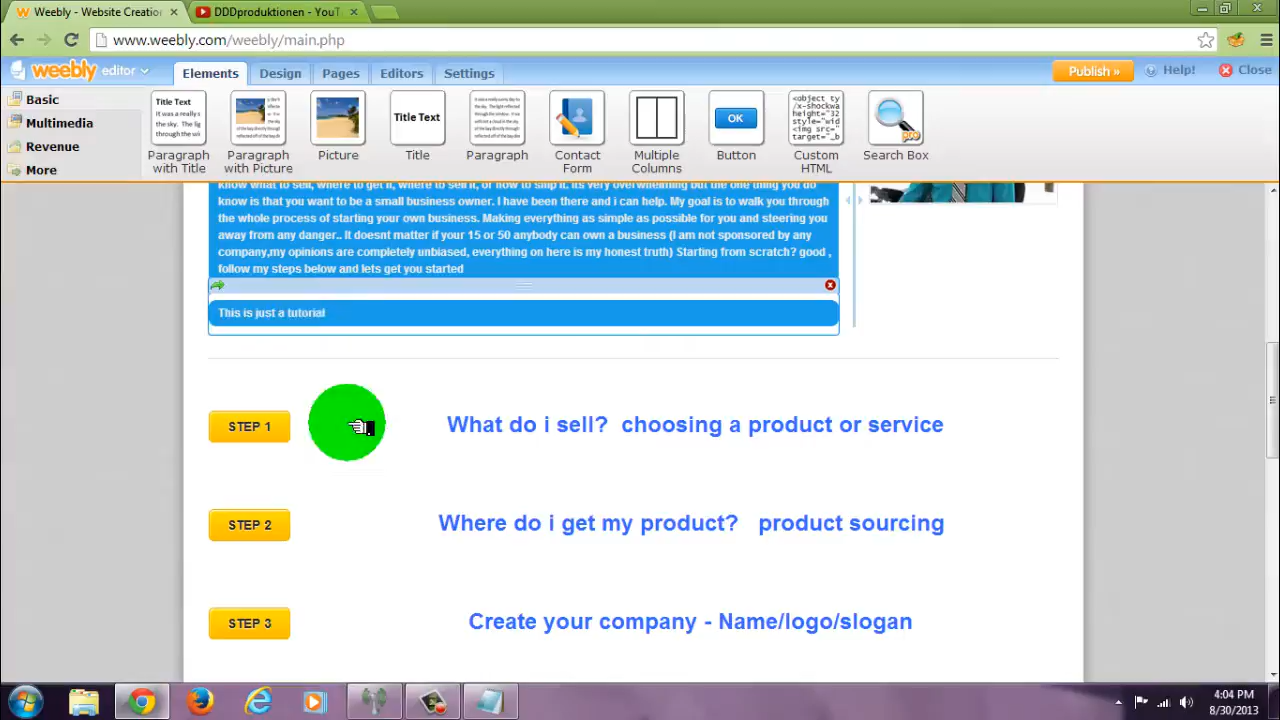 Weebly - Website Creation
DDDproduktionen - YouT
www.weebly.com/weebly/main.php
weebly editor
Elements
Design
Pages
Editors
Settings
Publish »
Help!
Close
Basic
Multimedia
Revenue
More
Title Text
Title Text
OK
pro
Paragraph with Title
Paragraph with Picture
Picture
Title
Paragraph
Contact Form
Multiple Columns
Button
Custom HTML
Search Box
know what to sell, where to get it, where to sell it, or how to ship it. Its very overwhelming but the one thing you do
know is that you want to be a small business owner. I have been there and i can help. My goal is to walk you through
the whole process of starting your own business. Making everything as simple as possible for you and steering you
away from any danger.. It doesnt matter if your 15 or 50 anybody can own a business (I am not sponsored by any
company,my opinions are completely unbiased, everything on here is my honest truth) Starting from scratch? good ,
follow my steps below and lets get you started
This is just a tutorial
STEP 1
What do i sell?  choosing a product or service
STEP 2
Where do i get my product?   product sourcing
STEP 3
Create your company - Name/logo/slogan
4:04 PM
8/30/2013